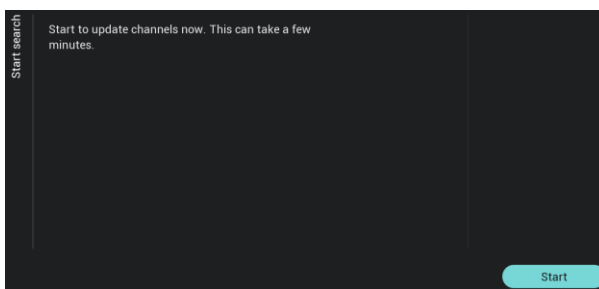 Start search
Start to update channels now. This can take a few
minutes.
Start